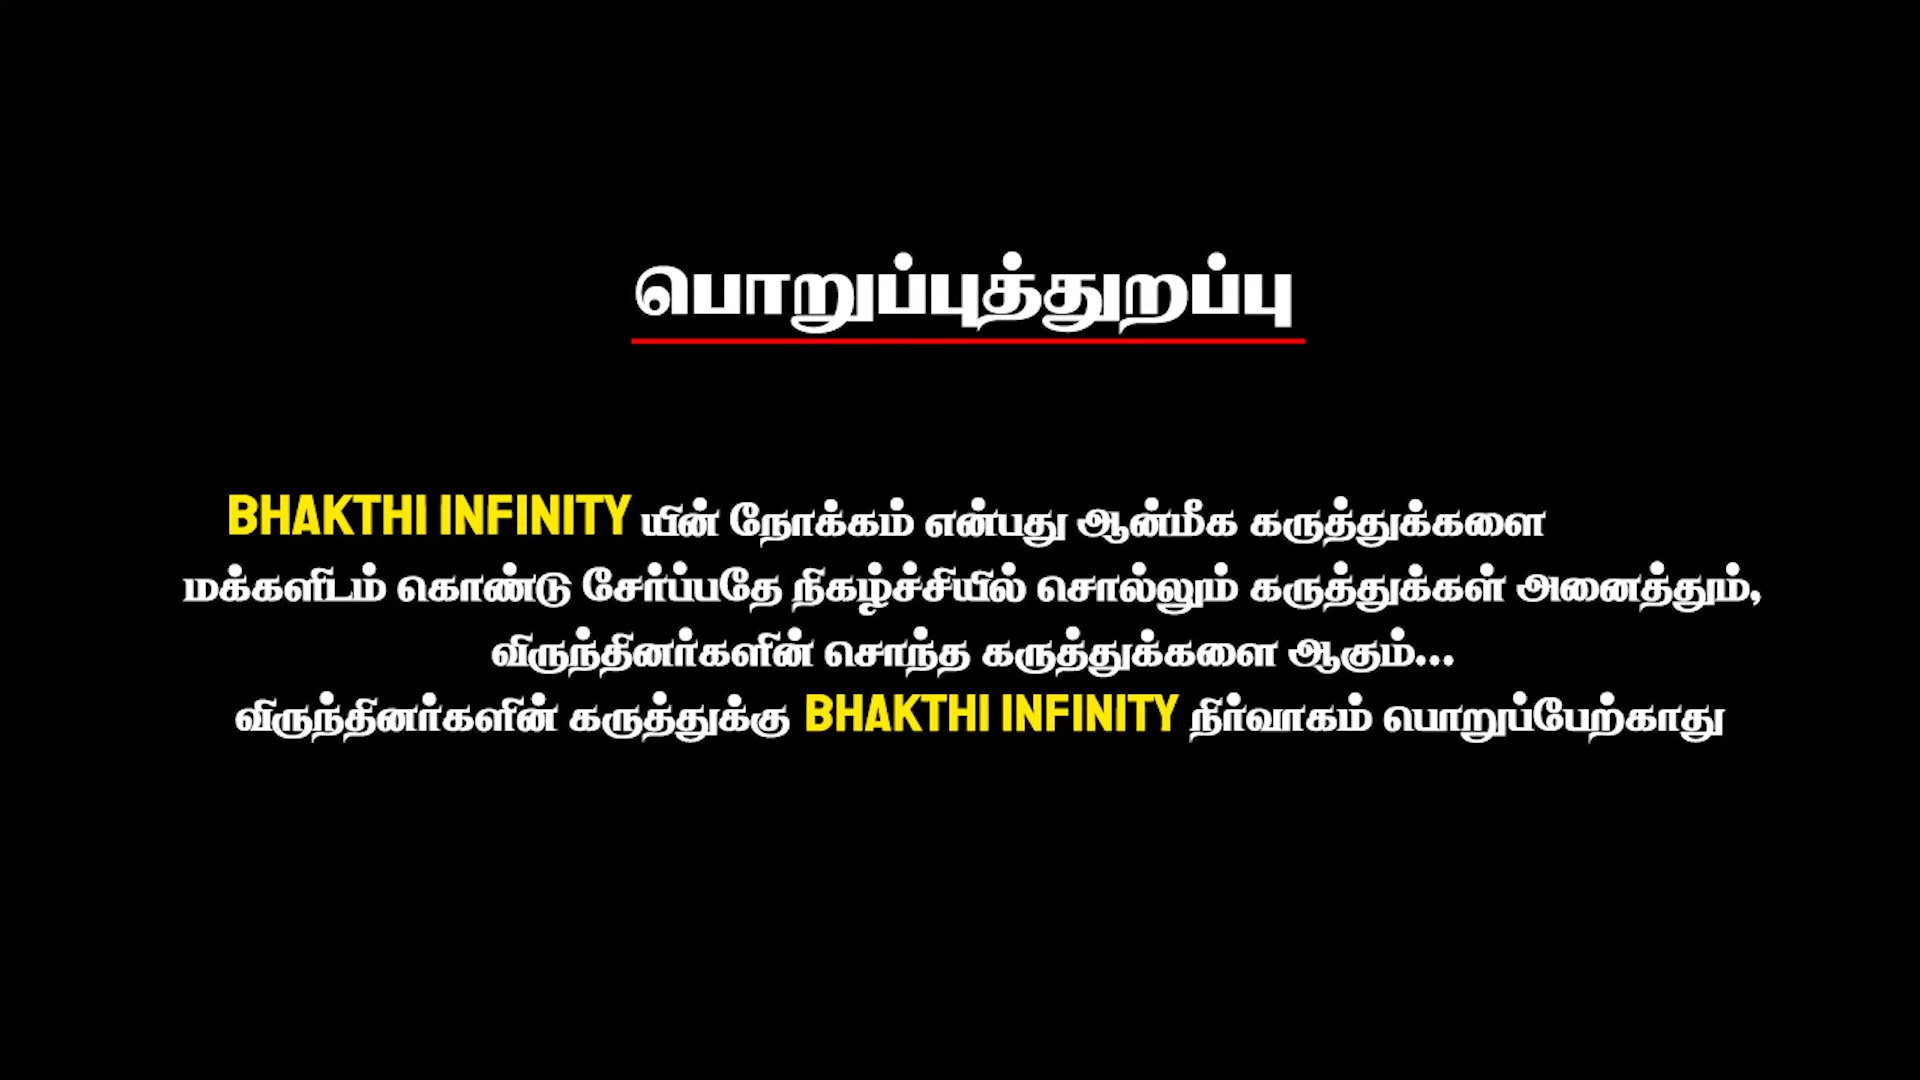 பொறுப்புத்துறப்பு
BHAKTHI INFINITY யின் நோக்கம் என்பது ஆன்மீக கருத்துக்களை
மக்களிடம் கொண்டு சேர்ப்பதே நிகழ்ச்சியில் சொல்லும் கருத்துக்கள் அனைத்தும்,
விருந்தினர்களின் சொந்த கருத்துக்களை ஆகும்...
விருந்தினர்களின் கருத்துக்கு BHAKTHI INFINITY நிர்வாகம் பொறுப்பேற்காது